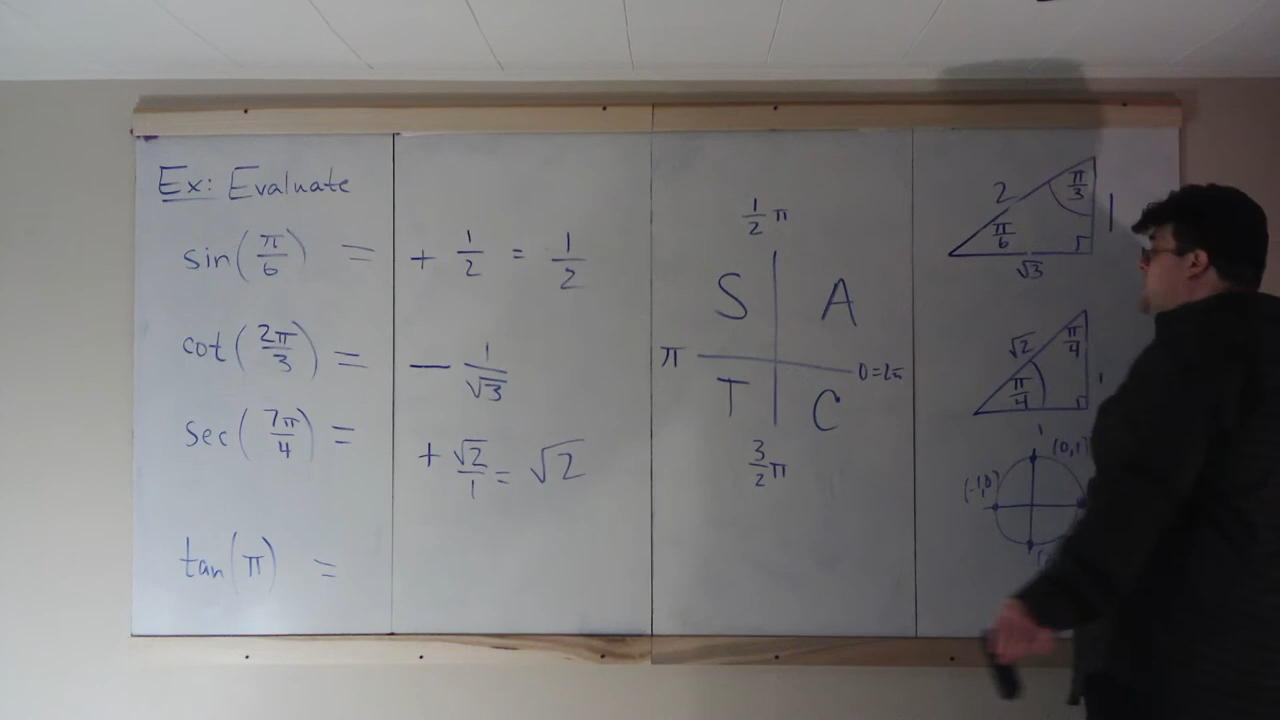 Ex: Evaluate
sin(π/6) = + 1/2 = 1/2
cot(2π/3) = − 1/√3
sec(7π/4) = + √2/1 = √2
tan(π) =
1/2 π
S A
π 0=2π
T C
3/2 π
2 π/3 1
π/6
√3
√2 π/4 1
π/4
1
(0,1)
(-1,0)